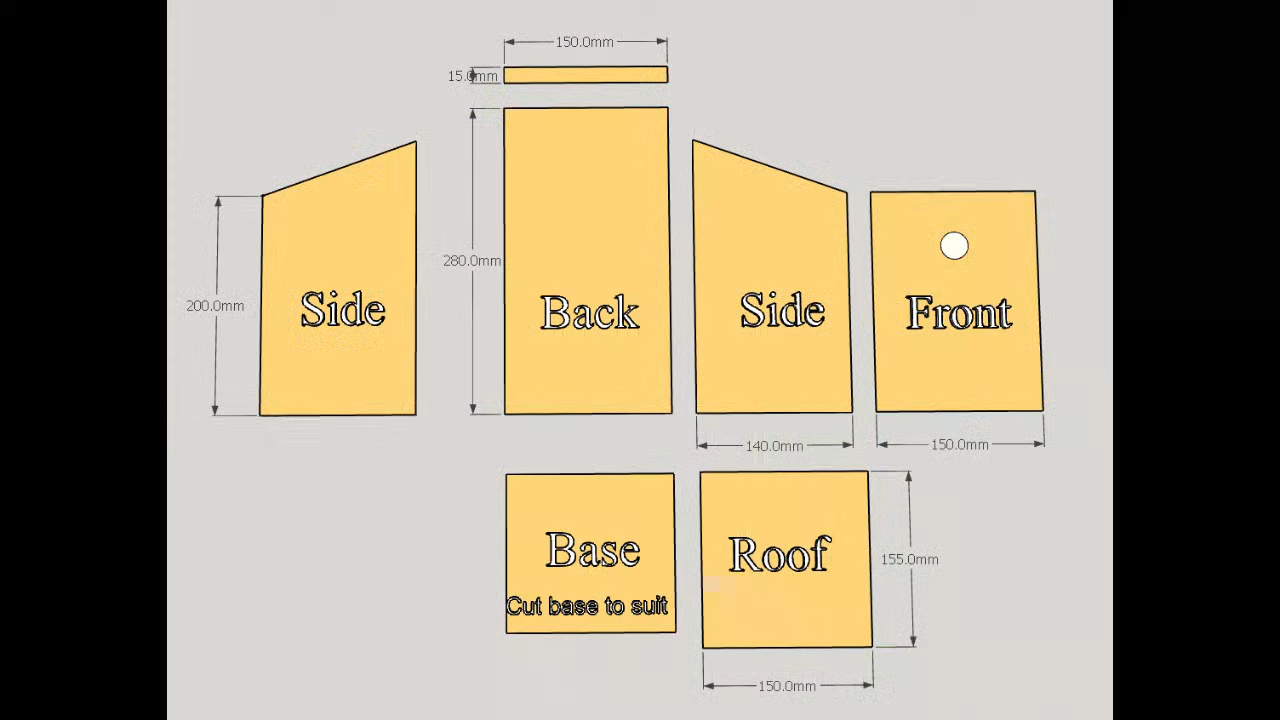 150.0mm
15.0mm
280.0mm
200.0mm
Side
Back
Side
Front
140.0mm
150.0mm
Base
Cut base to suit
Roof
155.0mm
150.0mm